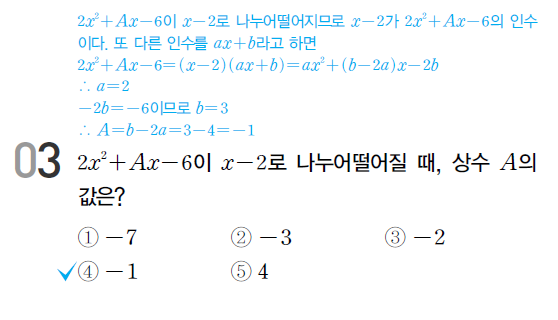 2x²+Ax-6이 x-2로 나누어떨어지므로 x-2가 2x²+Ax-6의 인수
이다. 또 다른 인수를 ax+b라고 하면
2x²+Ax-6=(x-2)(ax+b)=ax²+(b-2a)x-2b
∴ a=2
-2b=-6이므로 b=3
∴ A=b-2a=3-4=-1
03 2x²+Ax-6이 x-2로 나누어떨어질 때, 상수 A의
값은?
① -7 ② -3 ③ -2
④ -1 ⑤ 4